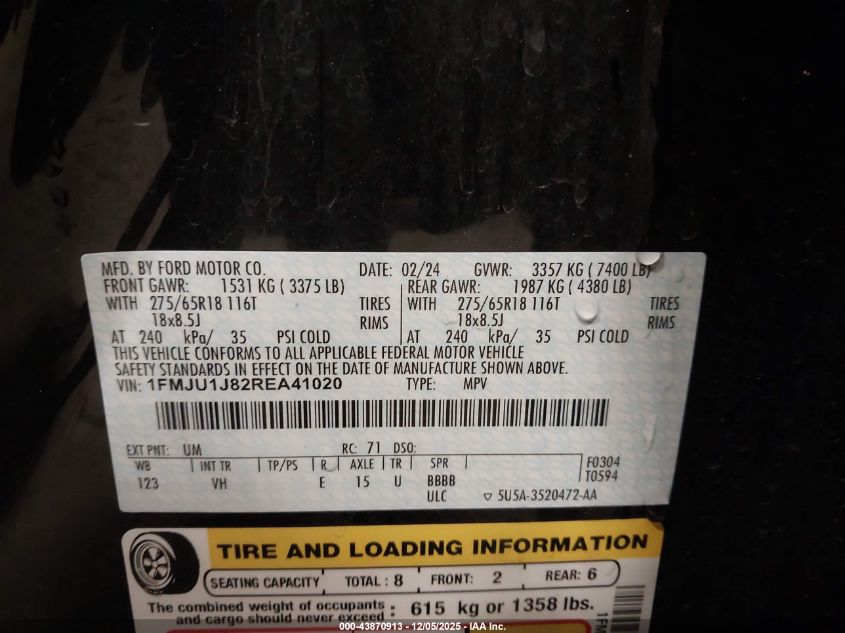 MFD. BY FORD MOTOR CO. DATE: 02/24 GVWR: 3357 KG ( 7400 LB)
FRONT GAWR: 1531 KG ( 3375 LB) REAR GAWR: 1987 KG ( 4380 LB)
WITH 275/65R18 116T TIRES WITH 275/65R18 116T TIRES
18x8.5J RIMS 18x8.5J RIMS
AT 240 kPa/ 35 PSI COLD AT 240 kPa/ 35 PSI COLD
THIS VEHICLE CONFORMS TO ALL APPLICABLE FEDERAL MOTOR VEHICLE
SAFETY STANDARDS IN EFFECT ON THE DATE OF MANUFACTURE SHOWN ABOVE.
VIN: 1FMJU1J82REA41020 TYPE: MPV
EXT PNT: UM RC: 71 DSO:
WB INT TR TP/PS R AXLE TR SPR F0304
123 VH E 15 U BBBB T0594
ULC 5U5A-3520472-AA
TIRE AND LOADING INFORMATION
SEATING CAPACITY TOTAL : 8 FRONT: 2 REAR: 6
The combined weight of occupants
and cargo should never exceed : 615 kg or 1358 lbs.
000-43870913 - 12/05/2025 - IAA Inc.